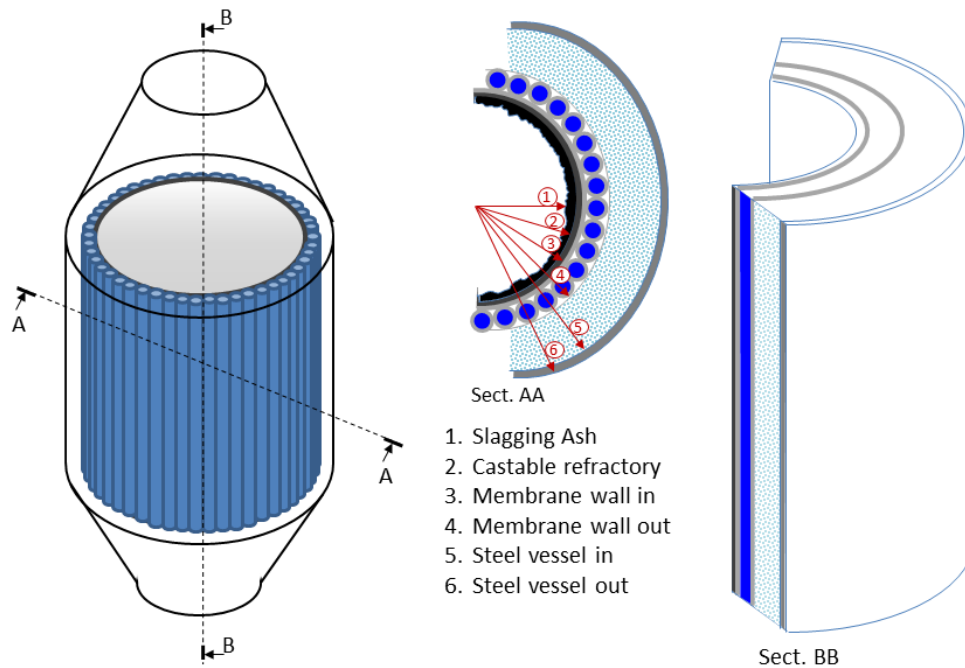 B
A
A
B
1
2
3
4
5
6
Sect. AA
1. Slagging Ash
2. Castable refractory
3. Membrane wall in
4. Membrane wall out
5. Steel vessel in
6. Steel vessel out
Sect. BB